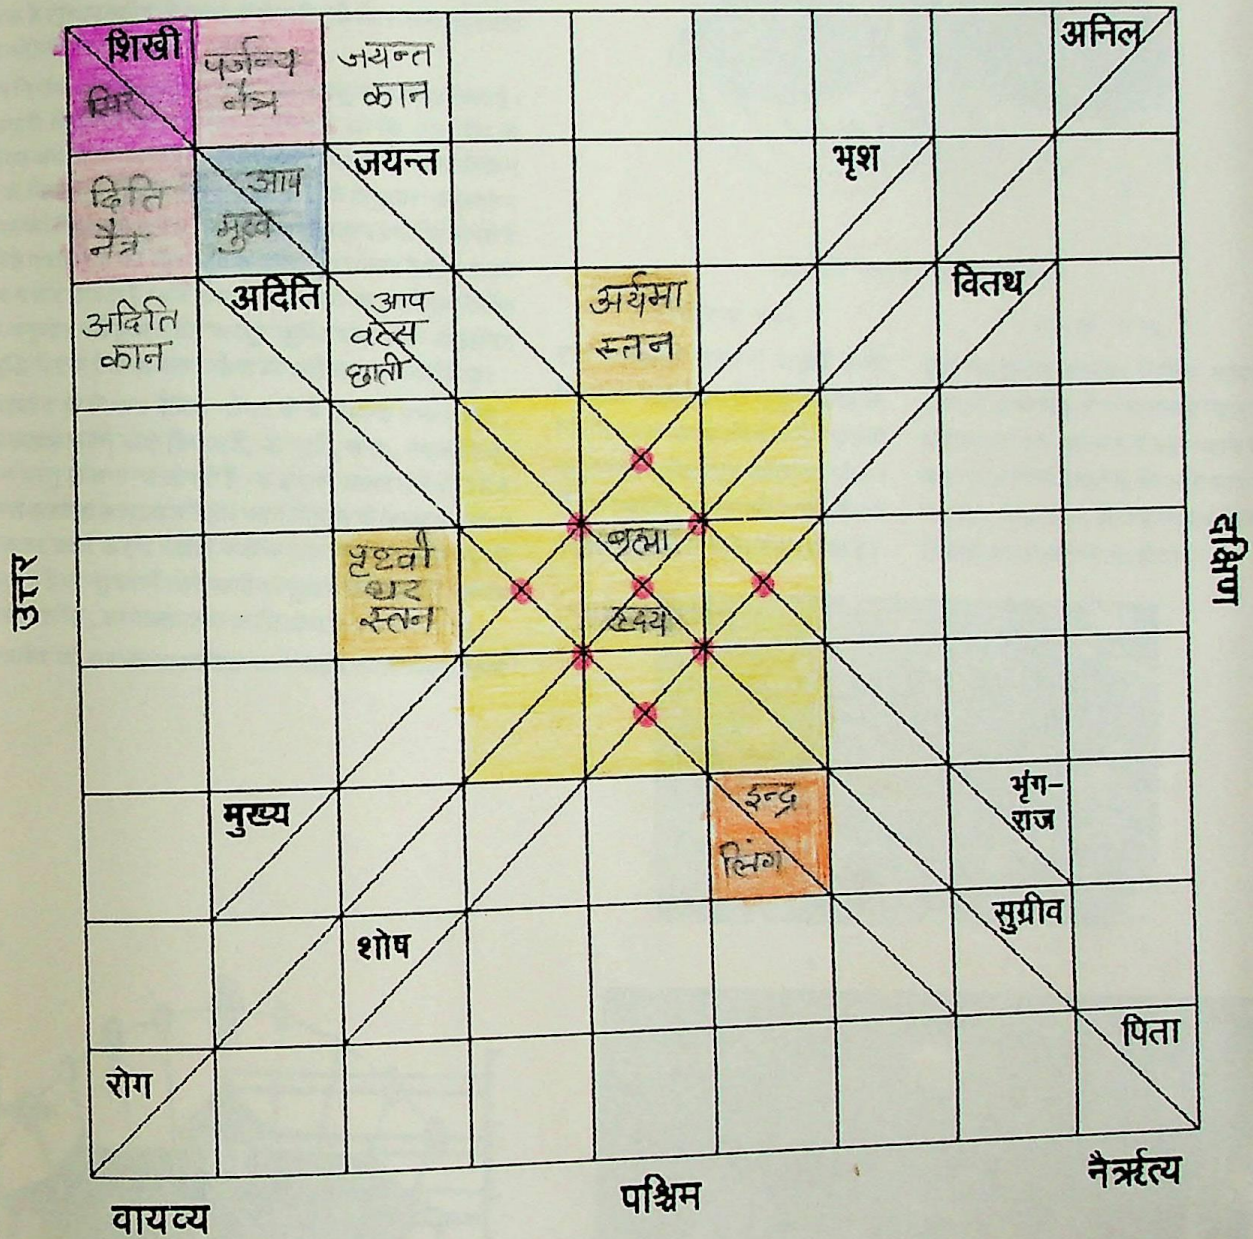 शिखी
सिर
पर्जन्य
नैत्र
जयन्त
कान
अनिल
दिति
नैत्र
आप
मुख
जयन्त
भृश
अदिति
कान
अदिति
आप
वत्स
छाती
अर्यमा
स्तन
वितथ
उत्तर
पृथ्वी
धर
स्तन
ब्रह्मा
हृदय
दक्षिण
मुख्य
इन्द्र
लिंग
भृंग-
राज
शोष
सुग्रीव
रोग
पिता
वायव्य
पश्चिम
नैर्ऋत्य